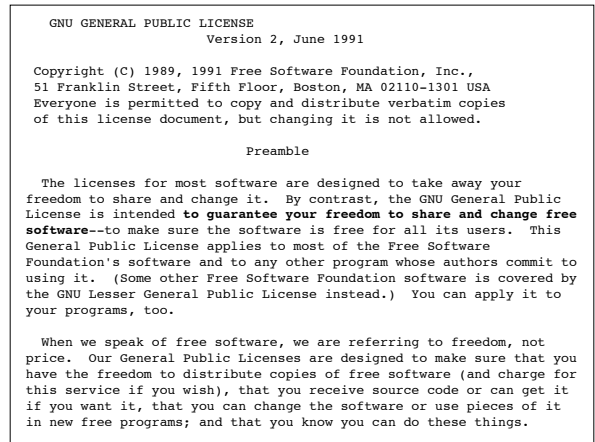 GNU GENERAL PUBLIC LICENSE
Version 2, June 1991
Copyright (C) 1989, 1991 Free Software Foundation, Inc.,
51 Franklin Street, Fifth Floor, Boston, MA 02110-1301 USA
Everyone is permitted to copy and distribute verbatim copies
of this license document, but changing it is not allowed.
Preamble
The licenses for most software are designed to take away your
freedom to share and change it.  By contrast, the GNU General Public
License is intended to guarantee your freedom to share and change free
software--to make sure the software is free for all its users.  This
General Public License applies to most of the Free Software
Foundation's software and to any other program whose authors commit to
using it.  (Some other Free Software Foundation software is covered by
the GNU Lesser General Public License instead.)  You can apply it to
your programs, too.
When we speak of free software, we are referring to freedom, not
price.  Our General Public Licenses are designed to make sure that you
have the freedom to distribute copies of free software (and charge for
this service if you wish), that you receive source code or can get it
if you want it, that you can change the software or use pieces of it
in new free programs; and that you know you can do these things.